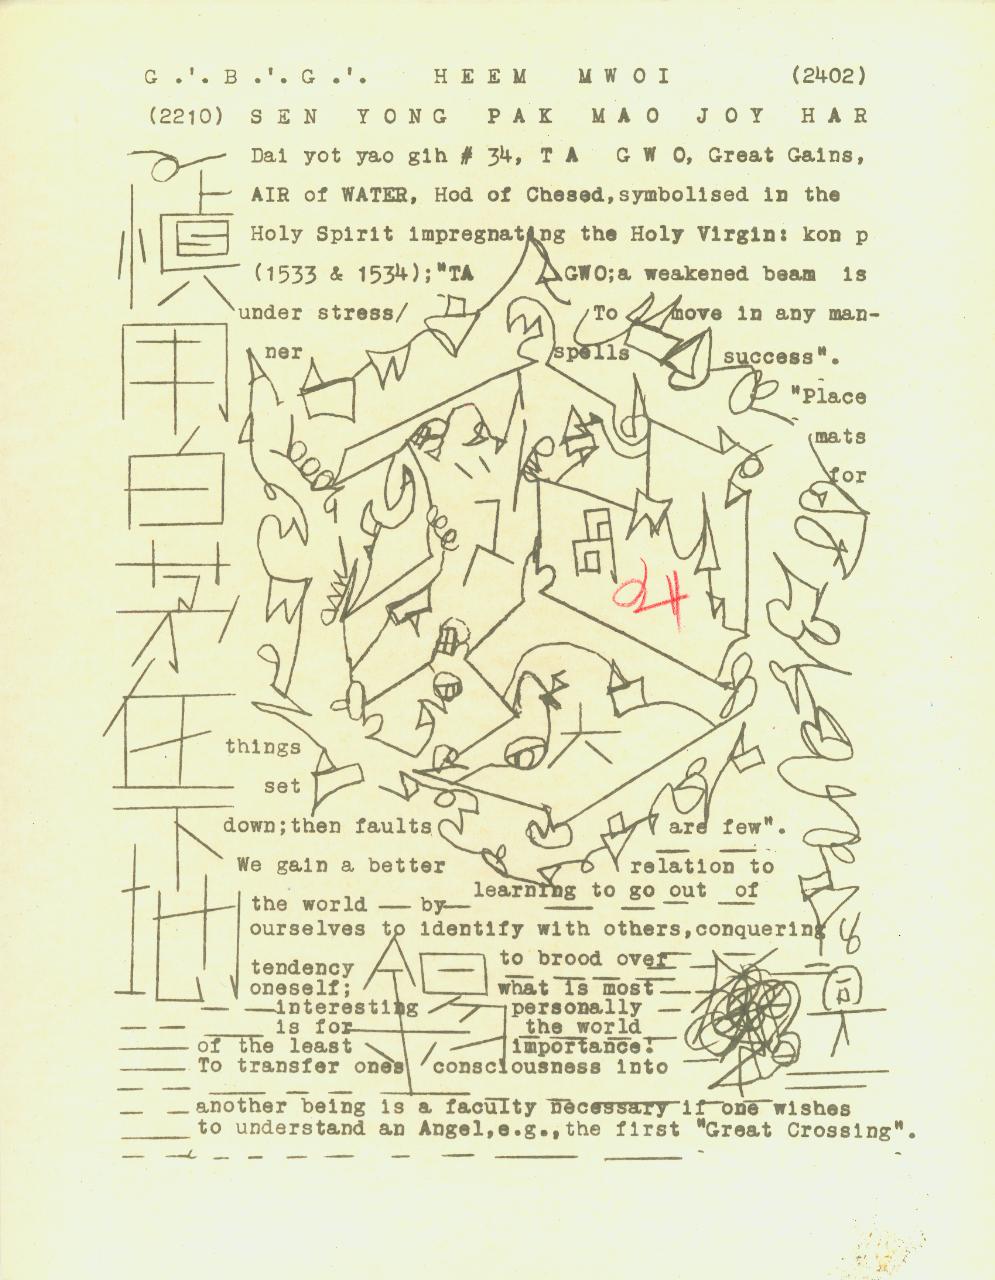 G .'. B .'. G .'. HEEM MWOI (2402)
(2210) SEN YONG PAK MAO JOY HAR
Dai yot yao gih # 34, TA GWO, Great Gains,
AIR of WATER, Hod of Chesed,symbolised in the
Holy Spirit impregnating the Holy Virgin: kon p
(1533 & 1534);"TA GWO;a weakened beam is
under stress/ To move in any man-
ner spells success".
"Place
mats
for
things
set
down;then faults are few".
We gain a better relation to
the world — by— learning to go out of
ourselves to identify with others,conquering
tendency to brood over
oneself; what is most
interesting personally
is for the world
of the least importance!
To transfer ones consciousness into
another being is a faculty necessary if one wishes
to understand an Angel,e.g.,the first "Great Crossing".
慎
用
白
茅
在
地